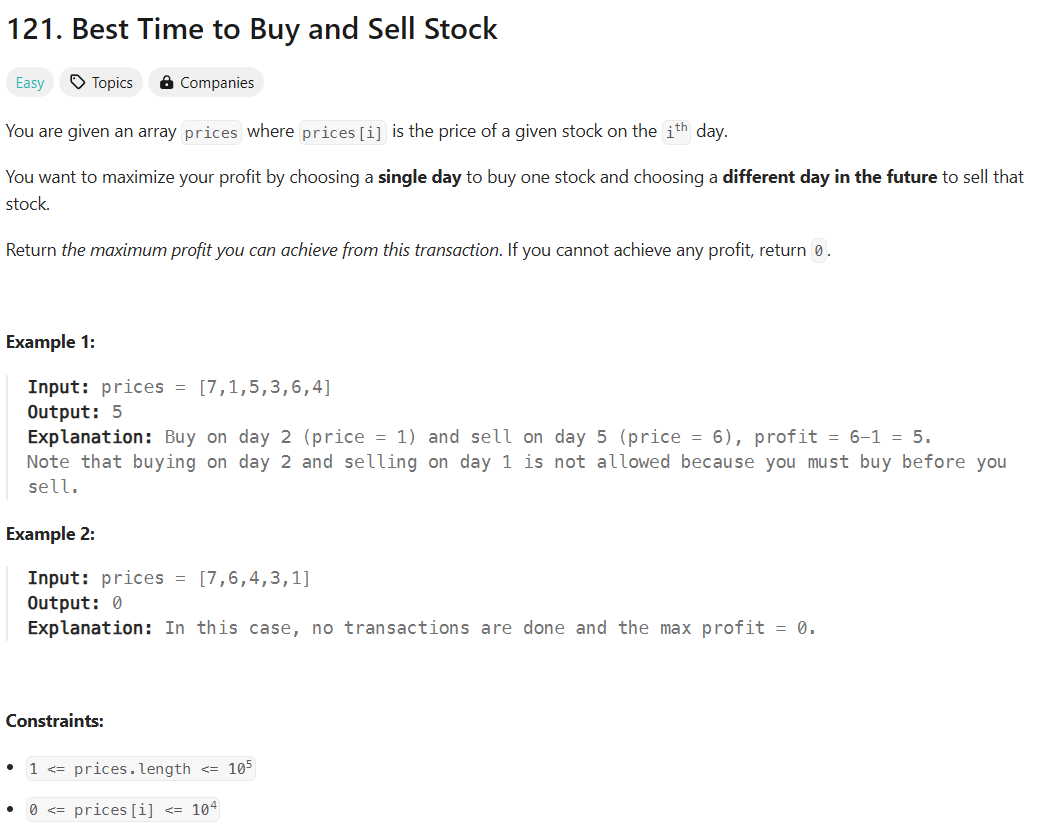 121. Best Time to Buy and Sell Stock
Easy Topics Companies
You are given an array prices where prices[i] is the price of a given stock on the ith day.
You want to maximize your profit by choosing a single day to buy one stock and choosing a different day in the future to sell that
stock.
Return the maximum profit you can achieve from this transaction. If you cannot achieve any profit, return 0.
Example 1:
Input: prices = [7,1,5,3,6,4]
Output: 5
Explanation: Buy on day 2 (price = 1) and sell on day 5 (price = 6), profit = 6-1 = 5.
Note that buying on day 2 and selling on day 1 is not allowed because you must buy before you
sell.
Example 2:
Input: prices = [7,6,4,3,1]
Output: 0
Explanation: In this case, no transactions are done and the max profit = 0.
Constraints:
• 1 <= prices.length <= 10⁵
• 0 <= prices[i] <= 10⁴